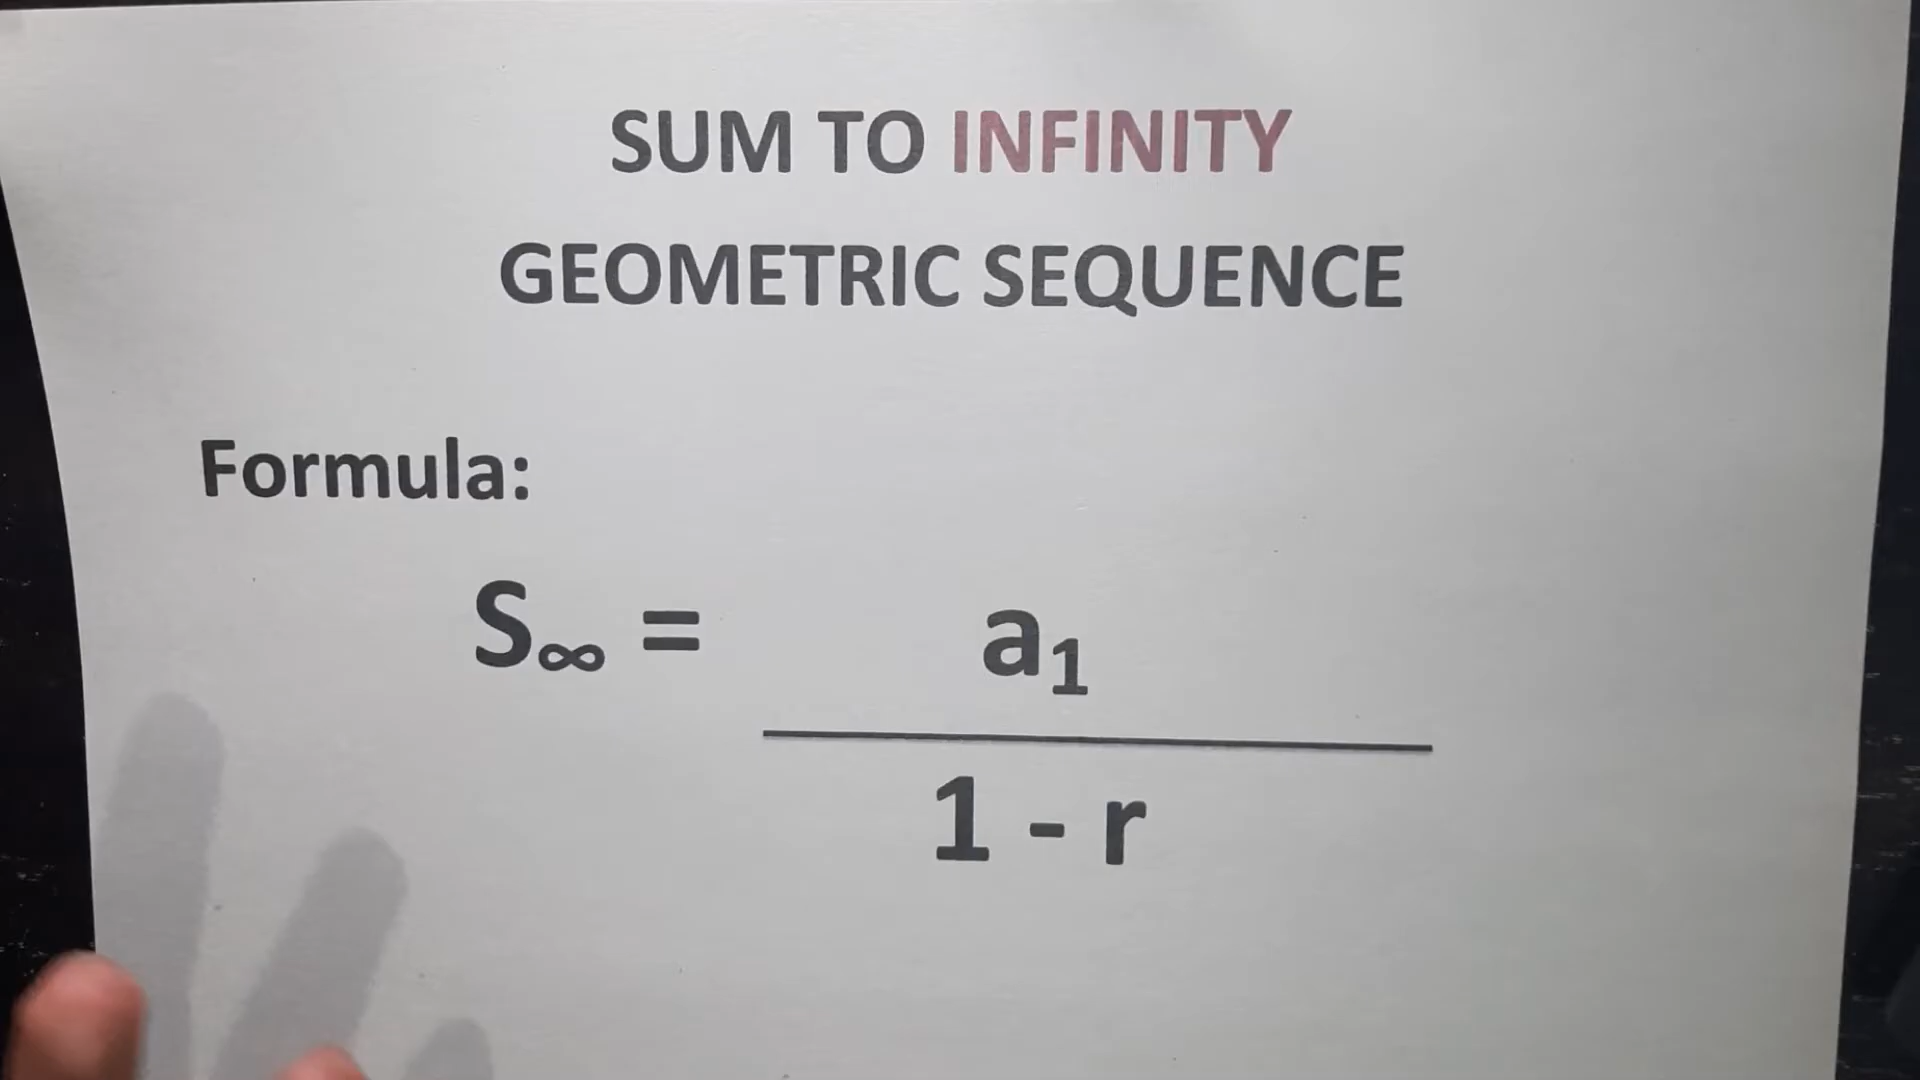 SUM TO INFINITY
GEOMETRIC SEQUENCE
Formula:
S∞ = a₁
1 - r